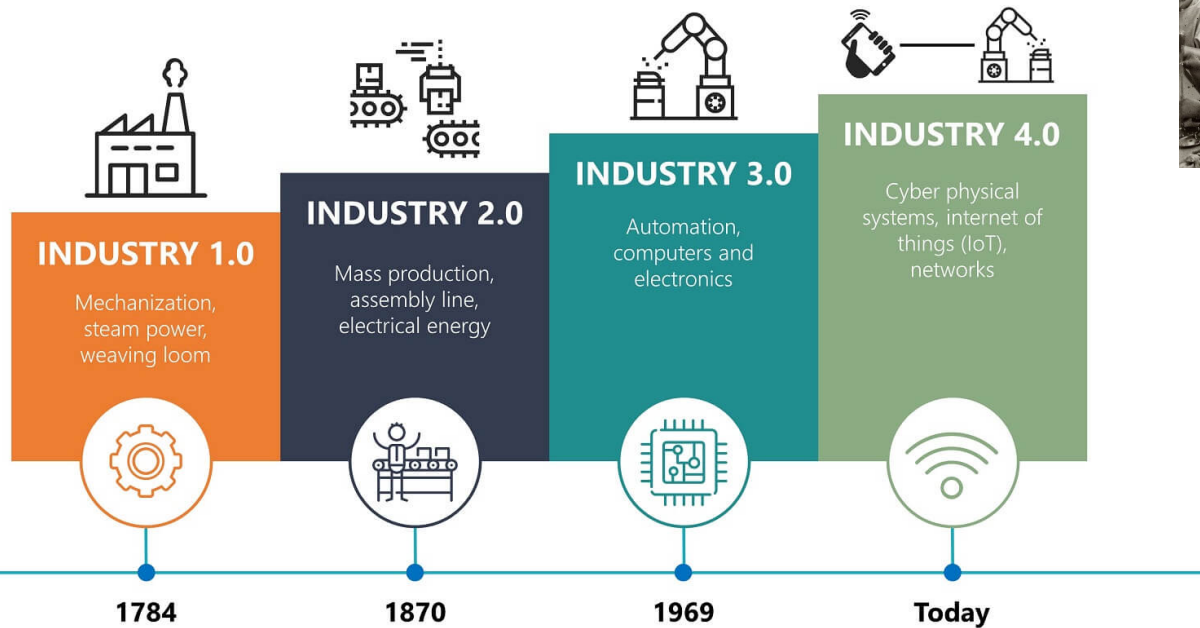 INDUSTRY 1.0
Mechanization,
steam power,
weaving loom
1784
INDUSTRY 2.0
Mass production,
assembly line,
electrical energy
1870
INDUSTRY 3.0
Automation,
computers and
electronics
1969
INDUSTRY 4.0
Cyber physical
systems, internet of
things (IoT),
networks
Today